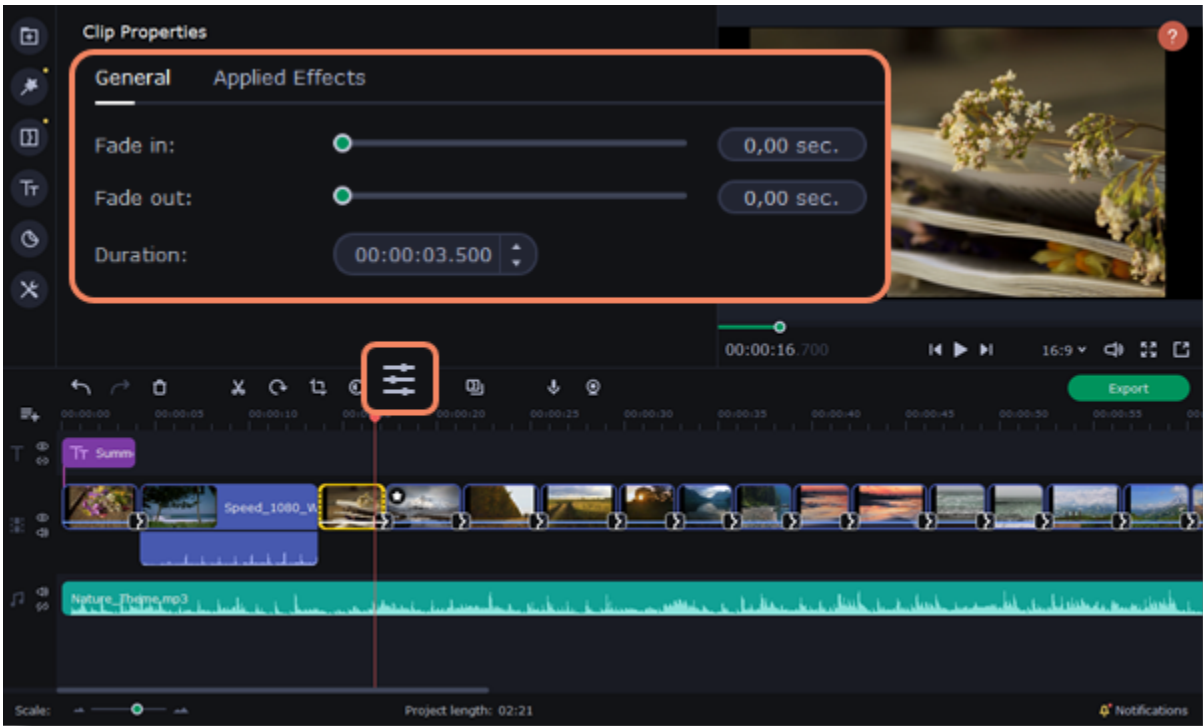 Clip Properties
?
General Applied Effects
Fade in: 0,00 sec.
Fade out: 0,00 sec.
Duration: 00:00:03.500
00:00:16.700 16:9
Export
00:00:00 00:00:05 00:00:10 00:00:20 00:00:25 00:00:30 00:00:35 00:00:40 00:00:45 00:00:50 00:00:55
TT Summ
Speed_1080_W
Nature_Theme.mp3
Scale: Project length: 02:21 Notifications